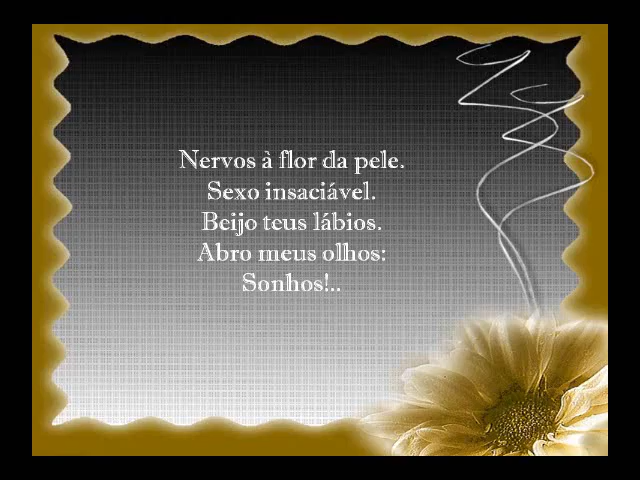 Nervos à flor da pele.
Sexo insaciável.
Beijo teus lábios.
Abro meus olhos:
Sonhos!..